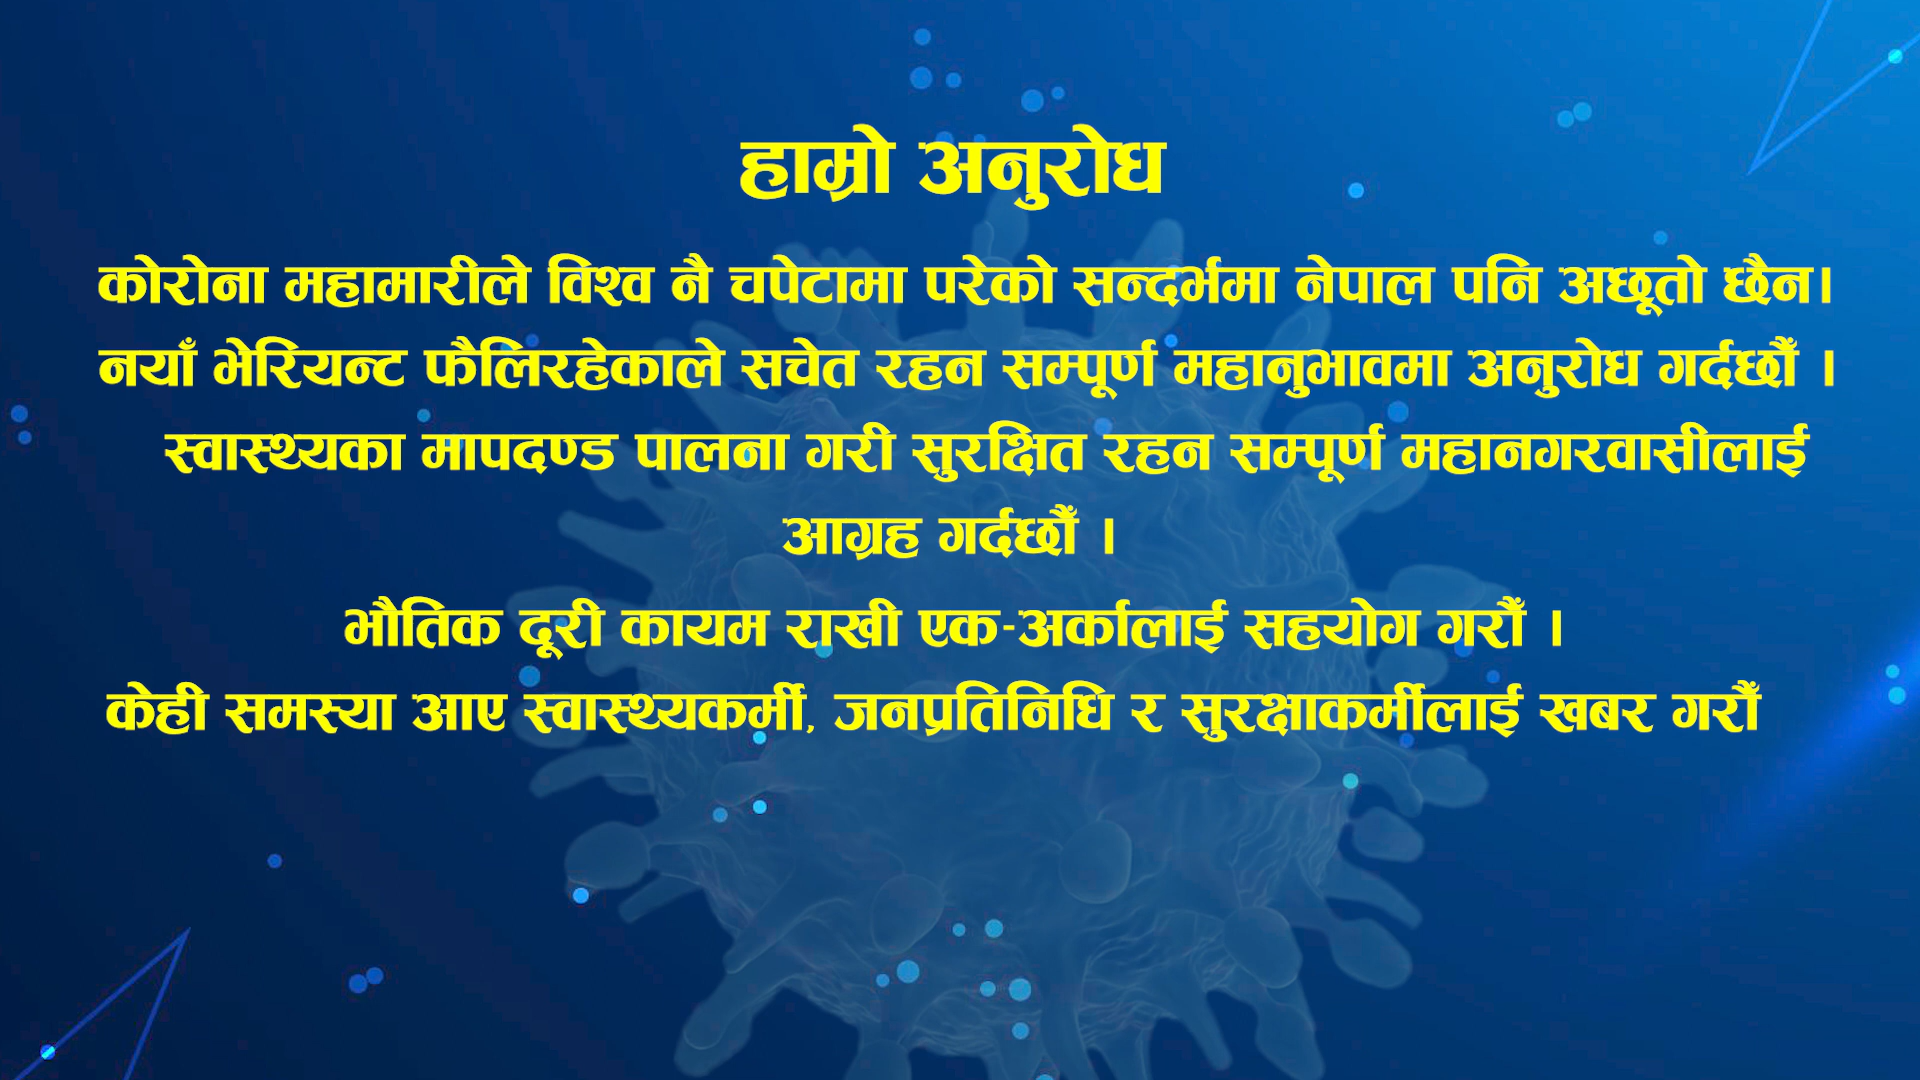 हाम्रो अनुरोध
कोरोना महामारीले विश्व नै चपेटामा परेको सन्दर्भमा नेपाल पनि अछूतो छैन।
नयाँ भेरियन्ट फैलिरहेकाले सचेत रहन सम्पूर्ण महानुभावमा अनुरोध गर्दछौं ।
स्वास्थ्यका मापदण्ड पालना गरी सुरक्षित रहन सम्पूर्ण महानगरवासीलाई
आग्रह गर्दछौं ।
भौतिक दूरी कायम राखी एक-अर्कालाई सहयोग गरौं ।
केही समस्या आए स्वास्थ्यकर्मी, जनप्रतिनिधि र सुरक्षाकर्मीलाई खबर गरौं